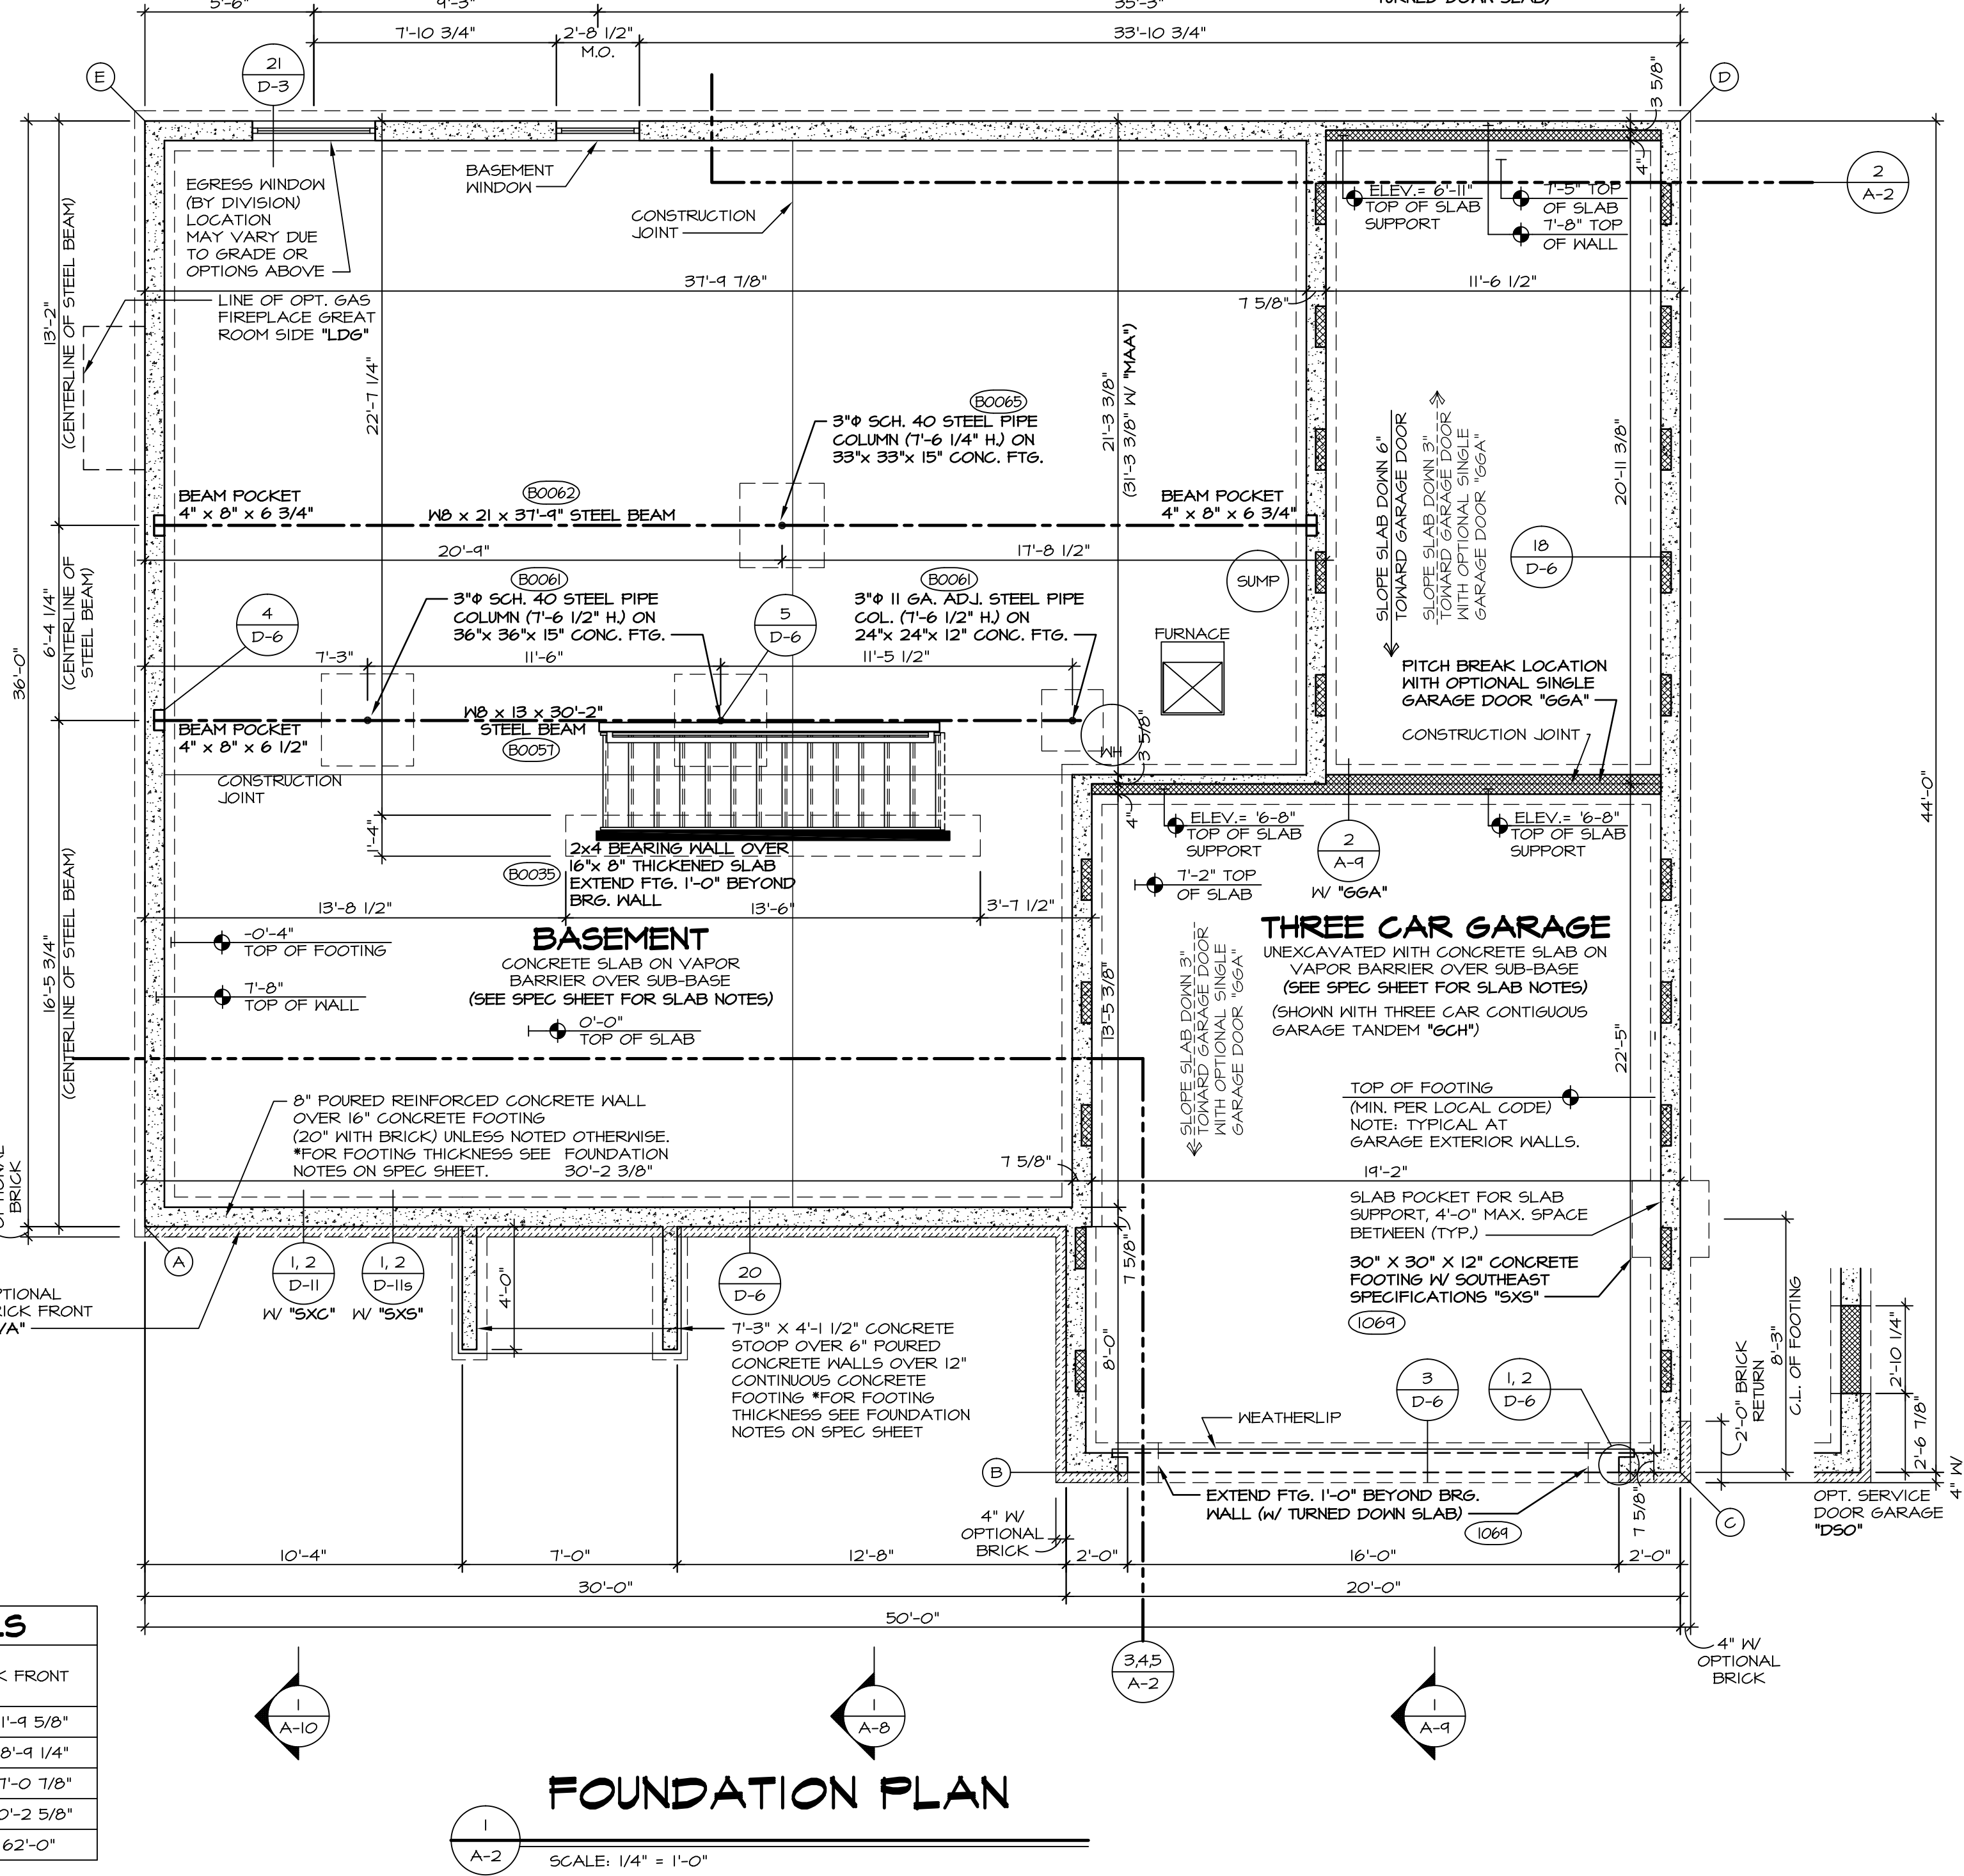 5'-6"
9'-3"
35'-3"
TURNED DOWN SLAB)
7'-10 3/4"
2'-8 1/2"
M.O.
33'-10 3/4"
21
D-3
E
D
3 5/8"
4"
2
A-2
EGRESS WINDOW
(BY DIVISION)
LOCATION
MAY VARY DUE
TO GRADE OR
OPTIONS ABOVE
BASEMENT
WINDOW
CONSTRUCTION
JOINT
ELEV.= 6'-11"
TOP OF SLAB
SUPPORT
7'-5" TOP
OF SLAB
7'-8" TOP
OF WALL
37'-9 7/8"
7 5/8"
11'-6 1/2"
LINE OF OPT. GAS
FIREPLACE GREAT
ROOM SIDE "LDG"
13'-2"
(CENTERLINE OF STEEL BEAM)
22'-7 1/4"
21'-3 3/8"
(31'-3 3/8" W/ "MAA")
B0065
3"Φ SCH. 40 STEEL PIPE
COLUMN (7'-6 1/4" H.) ON
33"x 33"x 15" CONC. FTG.
SLOPE SLAB DOWN 6"
TOWARD GARAGE DOOR
SLOPE SLAB DOWN 3"
TOWARD GARAGE DOOR
WITH OPTIONAL SINGLE
GARAGE DOOR "GGA"
20'-11 3/8"
BEAM POCKET
4" x 8" x 6 3/4"
B0062
W8 x 21 x 37'-9" STEEL BEAM
BEAM POCKET
4" x 8" x 6 3/4"
20'-9"
17'-8 1/2"
18
D-6
36'-0"
6'-4 1/4"
(CENTERLINE OF
STEEL BEAM)
4
D-6
B0061
3"Φ SCH. 40 STEEL PIPE
COLUMN (7'-6 1/2" H.) ON
36"x 36"x 15" CONC. FTG.
5
D-6
B0061
3"Φ 11 GA. ADJ. STEEL PIPE
COL. (7'-6 1/2" H.) ON
24"x 24"x 12" CONC. FTG.
SUMP
FURNACE
7'-3"
11'-6"
11'-5 1/2"
PITCH BREAK LOCATION
WITH OPTIONAL SINGLE
GARAGE DOOR "GGA"
CONSTRUCTION JOINT
BEAM POCKET
4" x 8" x 6 1/2"
W8 x 13 x 30'-2"
STEEL BEAM
B0057
WH
3 5/8"
CONSTRUCTION
JOINT
44'-0"
1'-4"
4"
ELEV.= '6-8"
TOP OF SLAB
SUPPORT
ELEV.= '6-8"
TOP OF SLAB
SUPPORT
2
A-9
W/ "GGA"
2x4 BEARING WALL OVER
16"x 8" THICKENED SLAB
EXTEND FTG. 1'-0" BEYOND
BRG. WALL
B0035
7'-2" TOP
OF SLAB
13'-8 1/2"
13'-6"
3'-7 1/2"
-0'-4"
TOP OF FOOTING
7'-8"
TOP OF WALL
BASEMENT
CONCRETE SLAB ON VAPOR
BARRIER OVER SUB-BASE
(SEE SPEC SHEET FOR SLAB NOTES)
0'-0"
TOP OF SLAB
THREE CAR GARAGE
UNEXCAVATED WITH CONCRETE SLAB ON
VAPOR BARRIER OVER SUB-BASE
(SEE SPEC SHEET FOR SLAB NOTES)
(SHOWN WITH THREE CAR CONTIGUOUS
GARAGE TANDEM "GCH")
16'-5 3/4"
(CENTERLINE OF STEEL BEAM)
13'-5 3/8"
SLOPE SLAB DOWN 3"
TOWARD GARAGE DOOR
WITH OPTIONAL SINGLE
GARAGE DOOR "GGA"
22'-5"
TOP OF FOOTING
(MIN. PER LOCAL CODE)
NOTE: TYPICAL AT
GARAGE EXTERIOR WALLS.
8" POURED REINFORCED CONCRETE WALL
OVER 16" CONCRETE FOOTING
(20" WITH BRICK) UNLESS NOTED OTHERWISE.
*FOR FOOTING THICKNESS SEE FOUNDATION
NOTES ON SPEC SHEET.
30'-2 3/8"
7 5/8"
19'-2"
BRICK
SLAB POCKET FOR SLAB
SUPPORT, 4'-0" MAX. SPACE
BETWEEN (TYP.)
30" X 30" X 12" CONCRETE
FOOTING W/ SOUTHEAST
SPECIFICATIONS "SXS"
1069
A
1, 2
D-11
W/ "SXC"
1, 2
D-11s
W/ "SXS"
4'-0"
20
D-6
7 5/8"
8'-0"
PTIONAL
RICK FRONT
/A"
7'-3" X 4'-1 1/2" CONCRETE
STOOP OVER 6" POURED
CONCRETE WALLS OVER 12"
CONTINUOUS CONCRETE
FOOTING *FOR FOOTING
THICKNESS SEE FOUNDATION
NOTES ON SPEC SHEET
3
D-6
1, 2
D-6
WEATHERLIP
2'-0" BRICK
RETURN
8'-3"
C.L. OF FOOTING
2'-10 1/4"
2'-6 7/8"
4" W/
B
C
EXTEND FTG. 1'-0" BEYOND BRG.
WALL (w/ TURNED DOWN SLAB)
1069
7 5/8"
OPT. SERVICE
DOOR GARAGE
"DSO"
4" W/
OPTIONAL
BRICK
10'-4"
7'-0"
12'-8"
2'-0"
16'-0"
2'-0"
30'-0"
20'-0"
50'-0"
4" W/
OPTIONAL
BRICK
LS
K FRONT
1'-9 5/8"
8'-9 1/4"
7'-0 7/8"
0'-2 5/8"
62'-0"
1
A-10
1
A-8
3,4,5
A-2
1
A-9
FOUNDATION PLAN
1
A-2
SCALE: 1/4" = 1'-0"